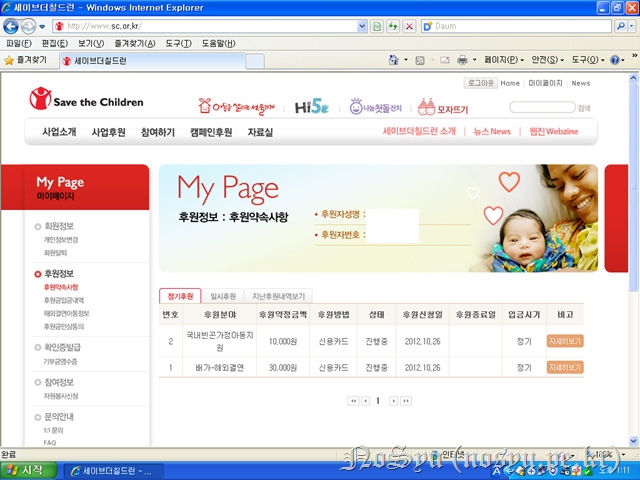 세이브더칠드런 - Windows Internet Explorer
http://www.sc.or.kr/
Daum
파일(F) 편집(E) 보기(V) 즐겨찾기(A) 도구(T) 도움말(H)
즐겨찾기 세이브더칠드런 페이지(P) 안전(S) 도구(O)
로그아웃 Home 마이페이지 News
Save the Children Hi5 나눔첫돌잔치 모자뜨기 검색
사업소개 사업후원 참여하기 캠페인후원 자료실 세이브더칠드런 소개 뉴스 News 웹진 Webzine
My Page
마이페이지
회원정보
개인정보변경
회원탈퇴
후원정보
후원약속사항
후원금입금내역
해외결연아동정보
후원금인상동의
확인증발급
기부금영수증
참여정보
자원봉사신청
문의안내
1:1 문의
FAQ
My Page
후원정보 : 후원약속사항
후원자성명 :
후원자번호 :
정기후원 일시후원 지난후원내역보기
번호 후원분야 후원약정금액 후원방법 상태 후원신청일 후원종료일 입금시기 비고
2 국내빈곤가정아동지원 10,000원 신용카드 진행중 2012.10.26 정기 자세히보기
1 배가-해외결연 30,000원 신용카드 진행중 2012.10.26 정기 자세히보기
1
완료 인터넷 100%
NoSyu (nosyu.pe.kr)
시작 세이브더칠드런 - ... 1:11